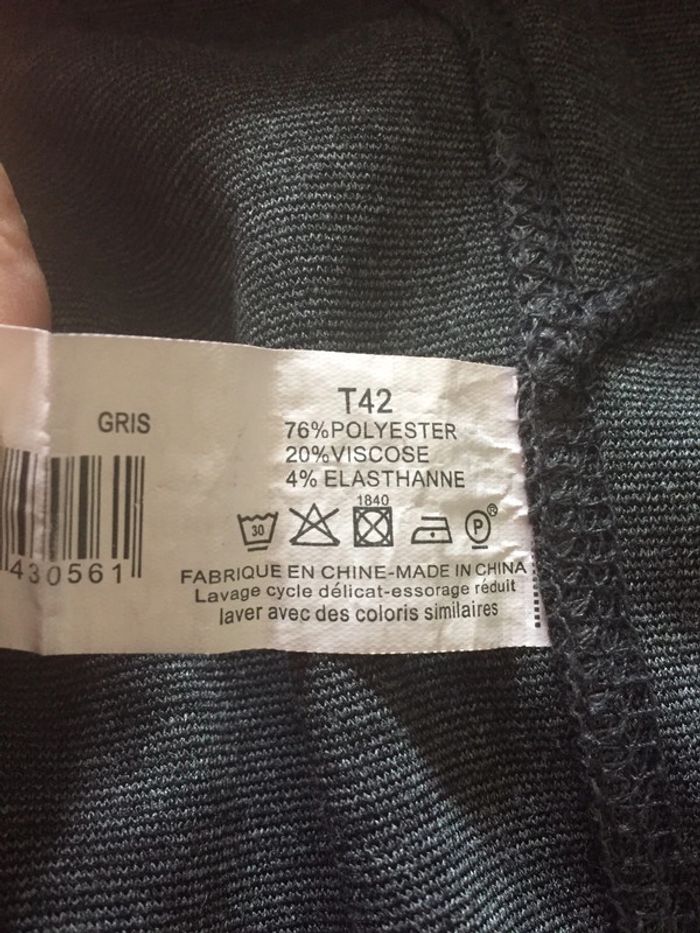 GRIS
430561
T42
76%POLYESTER
20%VISCOSE
4% ELASTHANNE
1840
30
P®
FABRIQUE EN CHINE-MADE IN CHINA
Lavage cycle délicat-essorage réduit
laver avec des coloris similaires